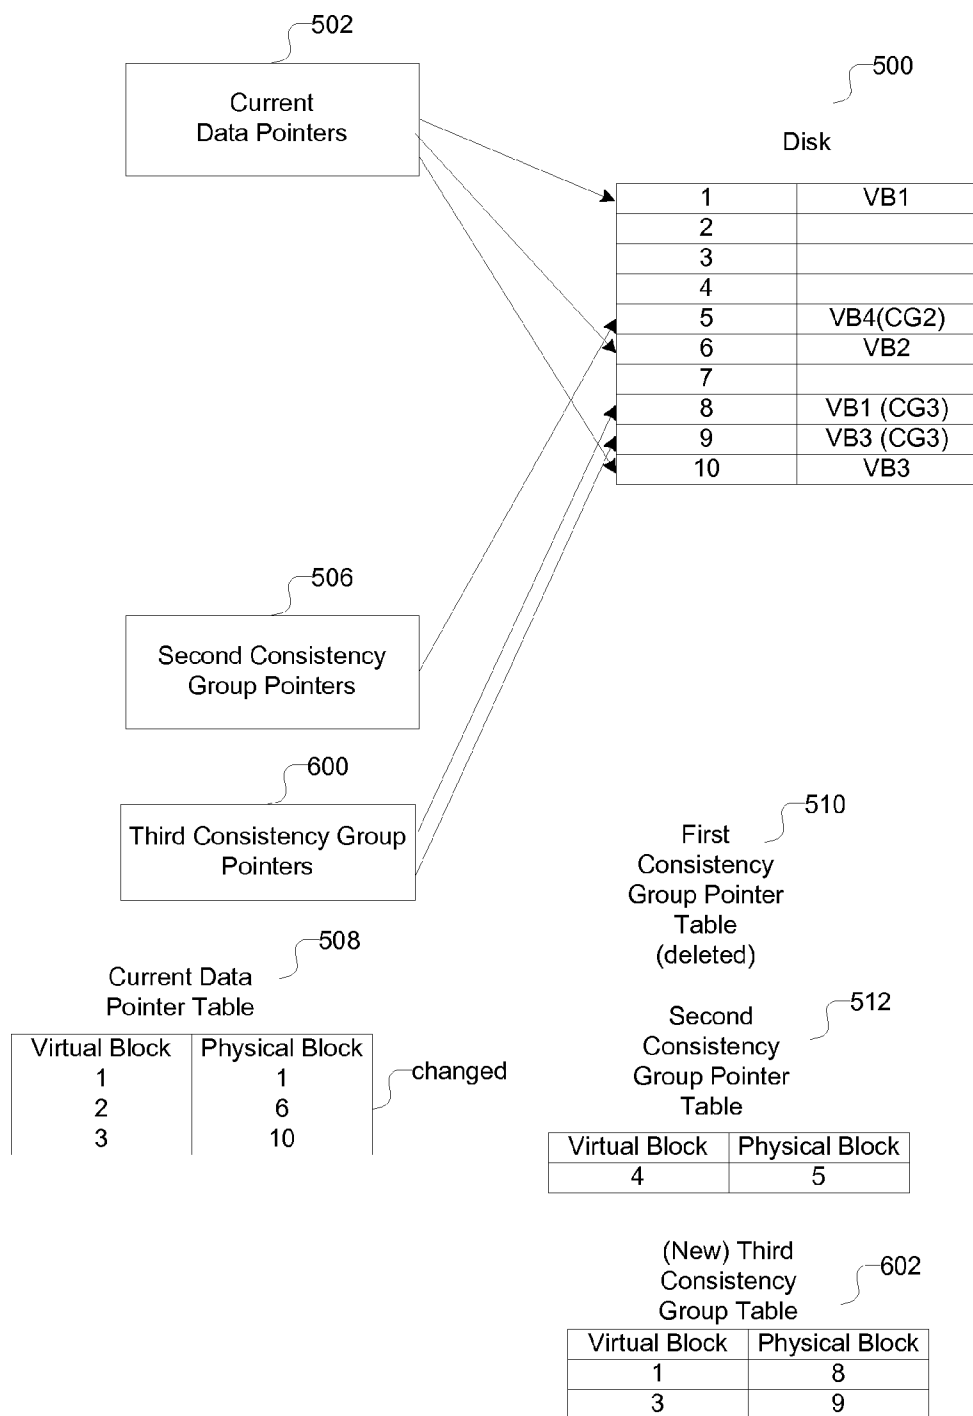 502
Current
Data Pointers
500
Disk
1 VB1
2
3
4
5 VB4(CG2)
6 VB2
7
8 VB1 (CG3)
9 VB3 (CG3)
10 VB3
506
Second Consistency
Group Pointers
600
Third Consistency Group
Pointers
510
First
Consistency
Group Pointer
Table
(deleted)
508
Current Data
Pointer Table
Virtual Block Physical Block
1 1
2 6
3 10
changed
512
Second
Consistency
Group Pointer
Table
Virtual Block Physical Block
4 5
(New) Third
Consistency
Group Table
602
Virtual Block Physical Block
1 8
3 9